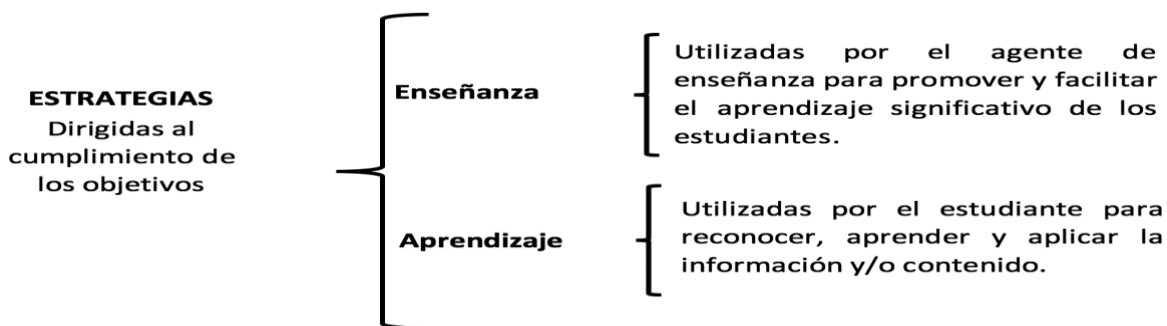 ESTRATEGIAS
Dirigidas al
cumplimiento de
los objetivos
Enseñanza
Utilizadas por el agente de
enseñanza para promover y facilitar
el aprendizaje significativo de los
estudiantes.
Aprendizaje
Utilizadas por el estudiante para
reconocer, aprender y aplicar la
información y/o contenido.